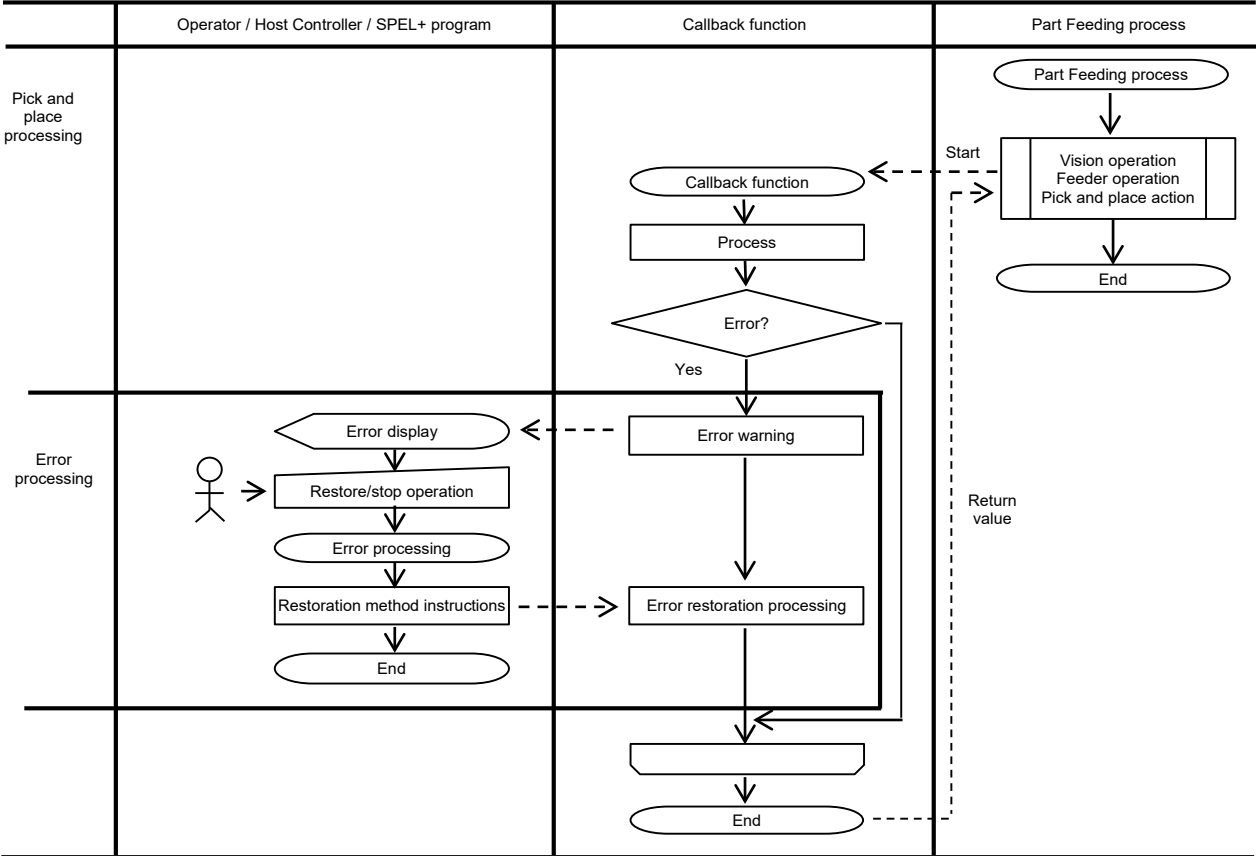 Operator / Host Controller / SPEL+ program
Callback function
Part Feeding process
Pick and
place
processing
Part Feeding process
Start
Vision operation
Feeder operation
Pick and place action
End
Callback function
Process
Error?
Yes
Error
processing
Error display
Restore/stop operation
Error processing
Restoration method instructions
End
Error warning
Error restoration processing
Return
value
End